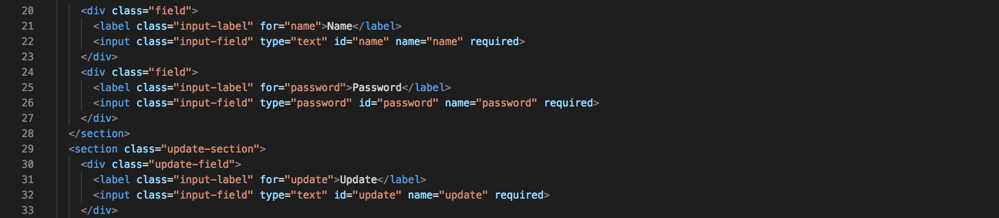 20 <div class="field">
21 <label class="input-label" for="name">Name</label>
22 <input class="input-field" type="text" id="name" name="name" required>
23 </div>
24 <div class="field">
25 <label class="input-label" for="password">Password</label>
26 <input class="input-field" type="password" id="password" name="password" required>
27 </div>
28 </section>
29 <section class="update-section">
30 <div class="update-field">
31 <label class="input-label" for="update">Update</label>
32 <input class="input-field" type="text" id="update" name="update" required>
33 </div>